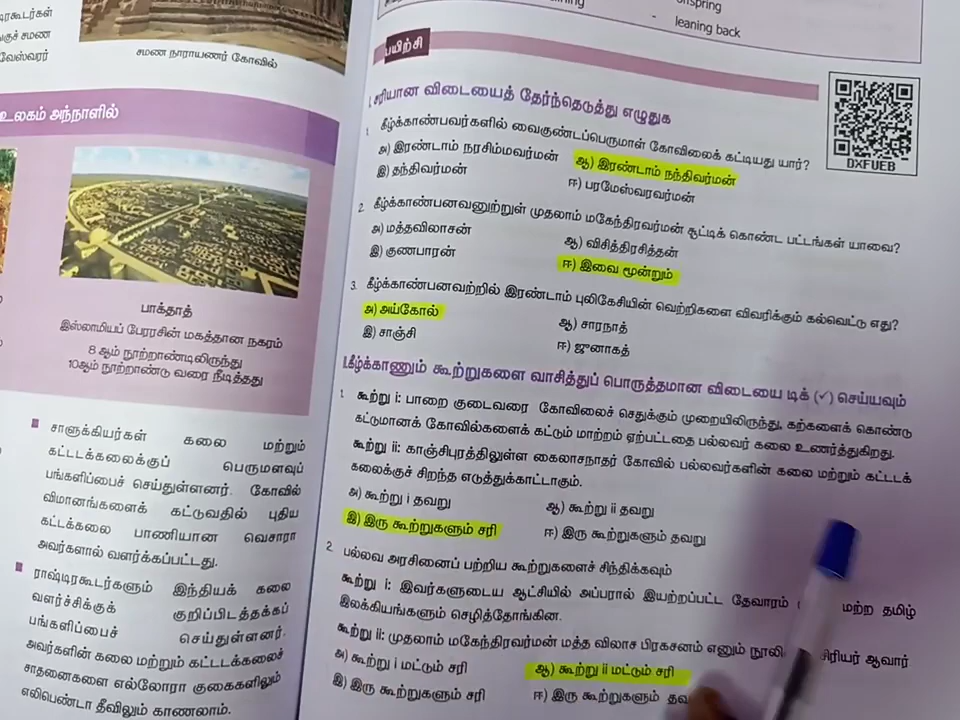 டிரகூடர்கள்
குச் சமண
வேஸ்வரர்
சமண நாராயணர் கோவில்
உலகம் அந்நாளில்
பாக்தாத்
இஸ்லாமியப் பேரரசின் மகத்தான நகரம்
8 ஆம் நூற்றாண்டிலிருந்து
10ஆம் நூற்றாண்டு வரை நீடித்தது
சாளுக்கியர்கள் கலை மற்றும்
கட்டடக்கலைக்குப் பெருமளவுப்
பங்களிப்பைச் செய்துள்ளனர். கோவில்
விமானங்களைக் கட்டுவதில் புதிய
கட்டக்கலை பாணியான வெசாரா
அவர்களால் வளர்க்கப்பட்டது.
ராஷ்டிரகூடர்களும் இந்தியக் கலை
வளர்ச்சிக்குக் குறிப்பிடத்தக்கப்
பங்களிப்பைச் செய்துள்ளனர்.
அவர்களின் கலை மற்றும் கட்டடக்கலைச்
சாதனைகளை எல்லோரா குகைகளிலும்
எலிபெண்டா தீவிலும் காணலாம்.
offspring
- leaning back
பயிற்சி
I. சரியான விடையைத் தேர்ந்தெடுத்து எழுதுக
1. கீழ்க்காண்பவர்களில் வைகுண்டப்பெருமாள் கோவிலைக் கட்டியது யார்?
அ) இரண்டாம் நரசிம்மவர்மன் ஆ) இரண்டாம் நந்திவர்மன்
இ) தந்திவர்மன் ஈ) பரமேஸ்வரவர்மன்
2. கீழ்க்காண்பனவனுற்றுள் முதலாம் மகேந்திரவர்மன் சூட்டிக் கொண்ட பட்டங்கள் யாவை?
அ) மத்தவிலாசன் ஆ) விசித்திரசித்தன்
இ) குணபாரன் ஈ) இவை மூன்றும்
3. கீழ்க்காண்பனவற்றில் இரண்டாம் புலிகேசியின் வெற்றிகளை விவரிக்கும் கல்வெட்டு எது?
அ) அய்கோல் ஆ) சாரநாத்
இ) சாஞ்சி ஈ) ஜுனாகத்
I.கீழ்க்காணும் கூற்றுகளை வாசித்துப் பொருத்தமான விடையை டிக் (✓) செய்யவும்
1. கூற்று i: பாறை குடைவரை கோவிலைச் செதுக்கும் முறையிலிருந்து, கற்களைக் கொண்டு
கட்டுமானக் கோவில்களைக் கட்டும் மாற்றம் ஏற்பட்டதை பல்லவர் கலை உணர்த்துகிறது.
கூற்று ii: காஞ்சிபுரத்திலுள்ள கைலாசநாதர் கோவில் பல்லவர்களின் கலை மற்றும் கட்டடக்
கலைக்குச் சிறந்த எடுத்துக்காட்டாகும்.
அ) கூற்று i தவறு ஆ) கூற்று ii தவறு
இ) இரு கூற்றுகளும் சரி ஈ) இரு கூற்றுகளும் தவறு
2. பல்லவ அரசினைப் பற்றிய கூற்றுகளைச் சிந்திக்கவும்
கூற்று i: இவர்களுடைய ஆட்சியில் அப்பரால் இயற்றப்பட்ட தேவாரம் மற்ற தமிழ்
இலக்கியங்களும் செழித்தோங்கின.
கூற்று ii: முதலாம் மகேந்திரவர்மன் மத்த விலாச பிரகசனம் எனும் நூலி சிரியர் ஆவார்
அ) கூற்று i மட்டும் சரி ஆ) கூற்று ii மட்டும் சரி
இ) இரு கூற்றுகளும் சரி ஈ) இரு கூற்றுகளும் தவ
DXFUEB